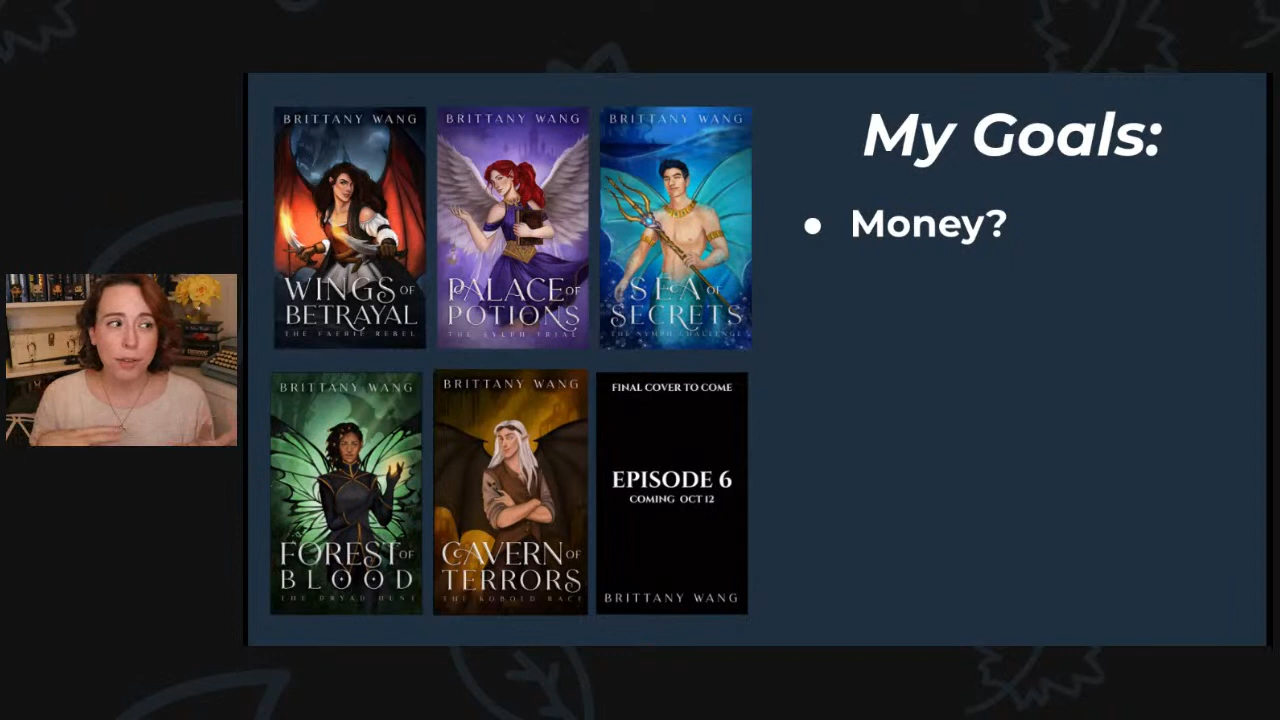 BRITTANY WANG
WINGS OF
BETRAYAL
THE FAERIE REBEL
BRITTANY WANG
PALACE OF
POTIONS
THE SYLPH TRIAL
BRITTANY WANG
SEA OF
SECRETS
THE NYMPH CHALLENGE
BRITTANY WANG
FOREST OF
BLOOD
THE DRYAD HUNT
BRITTANY WANG
CAVERN OF
TERRORS
THE KOBOLD RACE
FINAL COVER TO COME
EPISODE 6
COMING OCT 12
BRITTANY WANG
My Goals:
● Money?